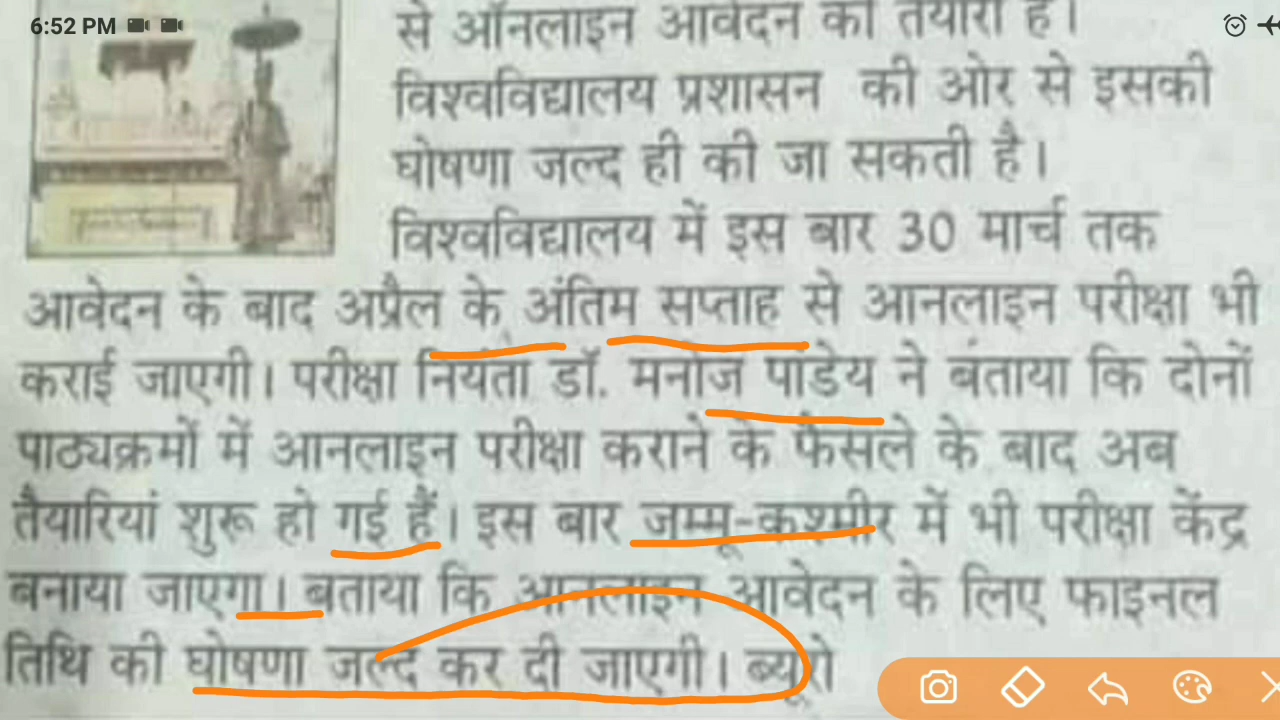 6:52 PM
से ऑनलाइन आवेदन की तैयारी है।
विश्वविद्यालय प्रशासन की ओर से इसकी
घोषणा जल्द ही की जा सकती है।
विश्वविद्यालय में इस बार 30 मार्च तक
आवेदन के बाद अप्रैल के अंतिम सप्ताह से आनलाइन परीक्षा भी
कराई जाएगी। परीक्षा नियंता डॉ. मनोज पांडेय ने बताया कि दोनों
पाठ्यक्रमों में आनलाइन परीक्षा कराने के फैसले के बाद अब
तैयारियां शुरू हो गई हैं। इस बार जम्मू-कश्मीर में भी परीक्षा केंद्र
बनाया जाएगा। बताया कि आनलाइन आवेदन के लिए फाइनल
तिथि की घोषणा जल्द कर दी जाएगी। ब्यूरो